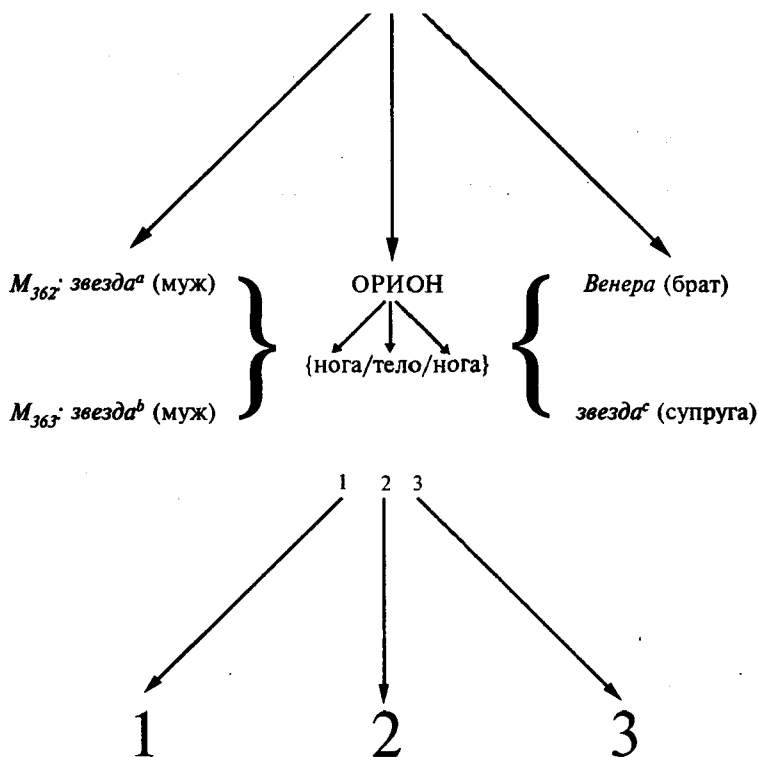 M362: звезда^a (муж) } ОРИОН { Венера (брат)
{нога/тело/нога}
M363: звезда^b (муж) звезда^c (супруга)
1 2 3
1 2 3